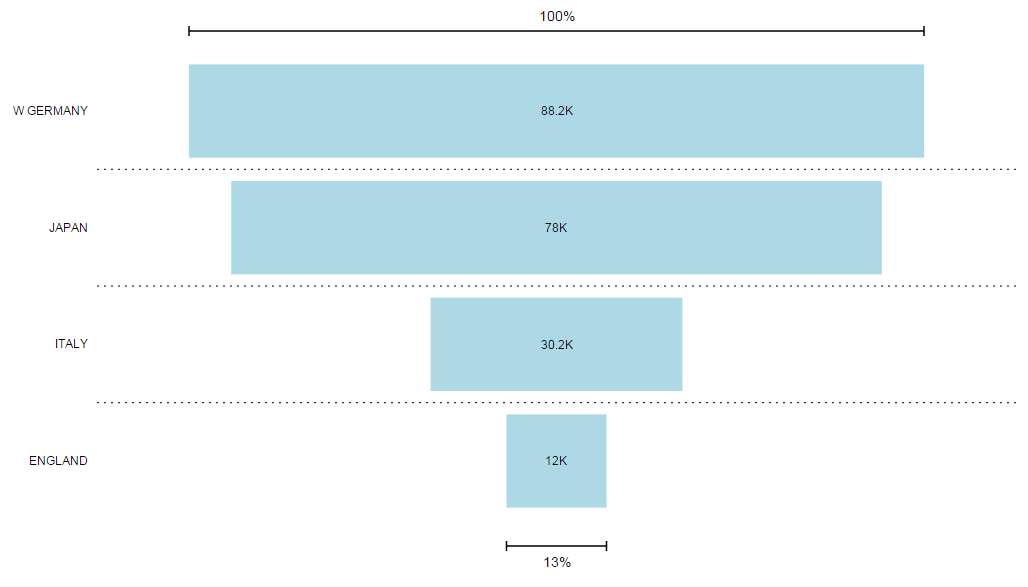 100%
W GERMANY
88.2K
JAPAN
78K
ITALY
30.2K
ENGLAND
12K
13%